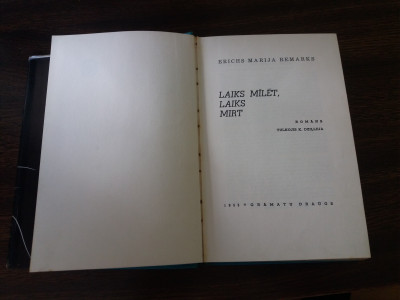 ERICHS MARIJA REMARKS
LAIKS MĪLĒT,
LAIKS
MIRT
ROMĀNS
GRĀMATU DRAUGS